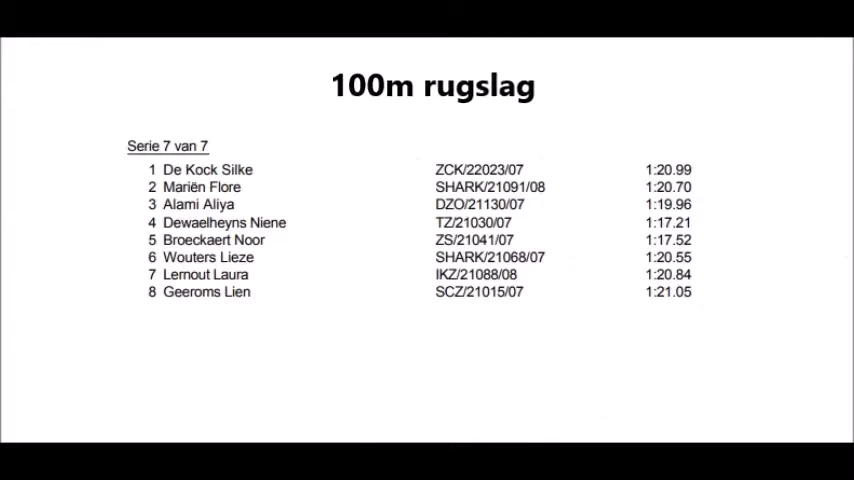 100m rugslag
Serie 7 van 7
1 De Kock Silke ZCK/22023/07 1:20.99
2 Mariën Flore SHARK/21091/08 1:20.70
3 Alami Aliya DZO/21130/07 1:19.96
4 Dewaelheyns Niene TZ/21030/07 1:17.21
5 Broeckaert Noor ZS/21041/07 1:17.52
6 Wouters Lieze SHARK/21068/07 1:20.55
7 Lernout Laura IKZ/21088/08 1:20.84
8 Geeroms Lien SCZ/21015/07 1:21.05